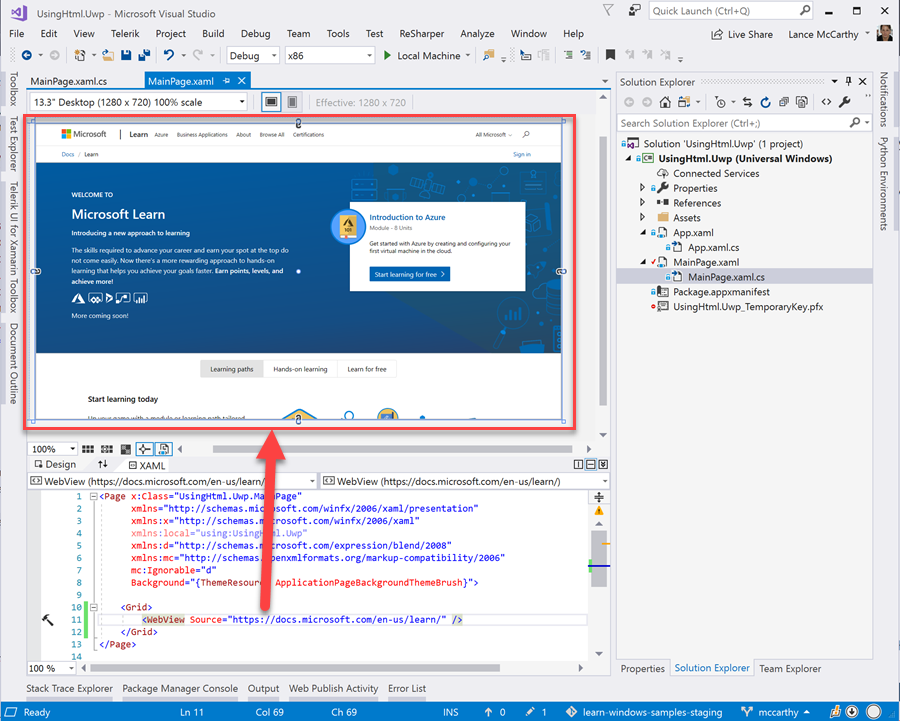 UsingHtml.Uwp - Microsoft Visual Studio
Quick Launch (Ctrl+Q)
File Edit View Telerik Project Build Debug Team Tools Test ReSharper Analyze Window Help
Live Share Lance McCarthy
Debug x86 Local Machine
Toolbox
Test Explorer
Telerik UI for Xamarin Toolbox
Document Outline
MainPage.xaml.cs MainPage.xaml
13.3" Desktop (1280 x 720) 100% scale Effective: 1280 x 720
Microsoft Learn Azure Business Applications About Browse All Certifications All Microsoft
Docs / Learn Sign in
WELCOME TO
Microsoft Learn
Introducing a new approach to learning
The skills required to advance your career and earn your spot at the top do
not come easily. Now there's a more rewarding approach to hands-on
learning that helps you achieve your goals faster. Earn points, levels, and
achieve more!
More coming soon!
101
Introduction to Azure
Module - 8 Units
Get started with Azure by creating and configuring your
first virtual machine in the cloud.
Start learning for free
Learning paths Hands-on learning Learn for free
Start learning today
Up your game with a module or learning path tailored
100%
Design XAML
WebView (https://docs.microsoft.com/en-us/learn/) WebView (https://docs.microsoft.com/en-us/learn/)
1 <Page x:Class="UsingHtml.Uwp.MainPage"
2 xmlns="http://schemas.microsoft.com/winfx/2006/xaml/presentation"
3 xmlns:x="http://schemas.microsoft.com/winfx/2006/xaml"
4 xmlns:local="using:UsingHtml.Uwp"
5 xmlns:d="http://schemas.microsoft.com/expression/blend/2008"
6 xmlns:mc="http://schemas.openxmlformats.org/markup-compatibility/2006"
7 mc:Ignorable="d"
8 Background="{ThemeResource ApplicationPageBackgroundThemeBrush}">
9
10 <Grid>
11 <WebView Source="https://docs.microsoft.com/en-us/learn/" />
12 </Grid>
13 </Page>
14
100 %
Solution Explorer
Search Solution Explorer (Ctrl+;)
Solution 'UsingHtml.Uwp' (1 project)
UsingHtml.Uwp (Universal Windows)
Connected Services
Properties
References
Assets
App.xaml
App.xaml.cs
MainPage.xaml
MainPage.xaml.cs
Package.appxmanifest
UsingHtml.Uwp_TemporaryKey.pfx
Notifications
Python Environments
Properties Solution Explorer Team Explorer
Stack Trace Explorer Package Manager Console Output Web Publish Activity Error List
Ready Ln 11 Col 69 Ch 69 INS 0 1 learn-windows-samples-staging mccarthy